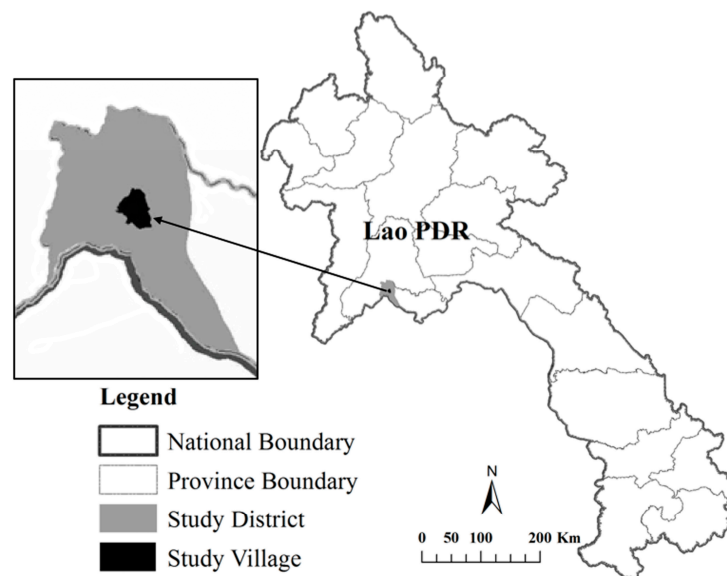 Lao PDR
Legend
National Boundary
Province Boundary
Study District
Study Village
N
0 50 100 200 Km